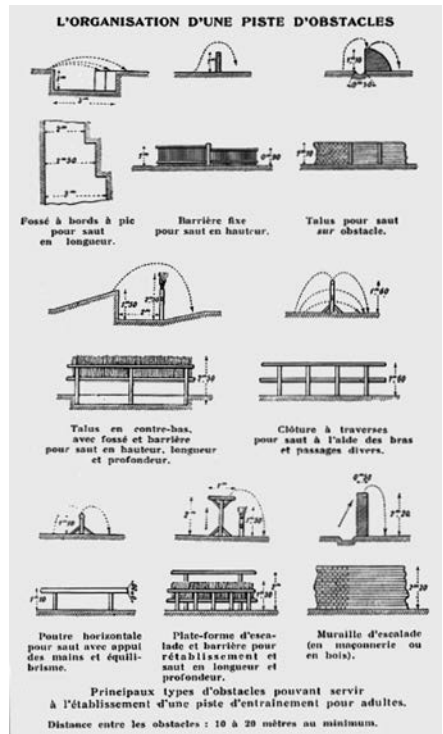 L'ORGANISATION D'UNE PISTE D'OBSTACLES
Fossé à bords à pic
pour saut
en longueur.
Barrière fixe
pour saut en hauteur.
Talus pour saut
sur obstacle.
Talus en contre-bas,
avec fossé et barrière
pour saut en hauteur, longueur
et profondeur.
Clôture à traverses
pour saut à l'aide des bras
et passages divers.
Poutre horizontale
pour saut avec appui
des mains et équili-
brisme.
Plate-forme d'esca-
lade et barrière pour
rétablissement et
saut en longueur et
profondeur.
Muraille d'escalade
(en maçonnerie ou
en bois).
Principaux types d'obstacles pouvant servir
à l'établissement d'une piste d'entrainement pour adultes.
Distance entre les obstacles : 10 à 20 mètres au minimum.